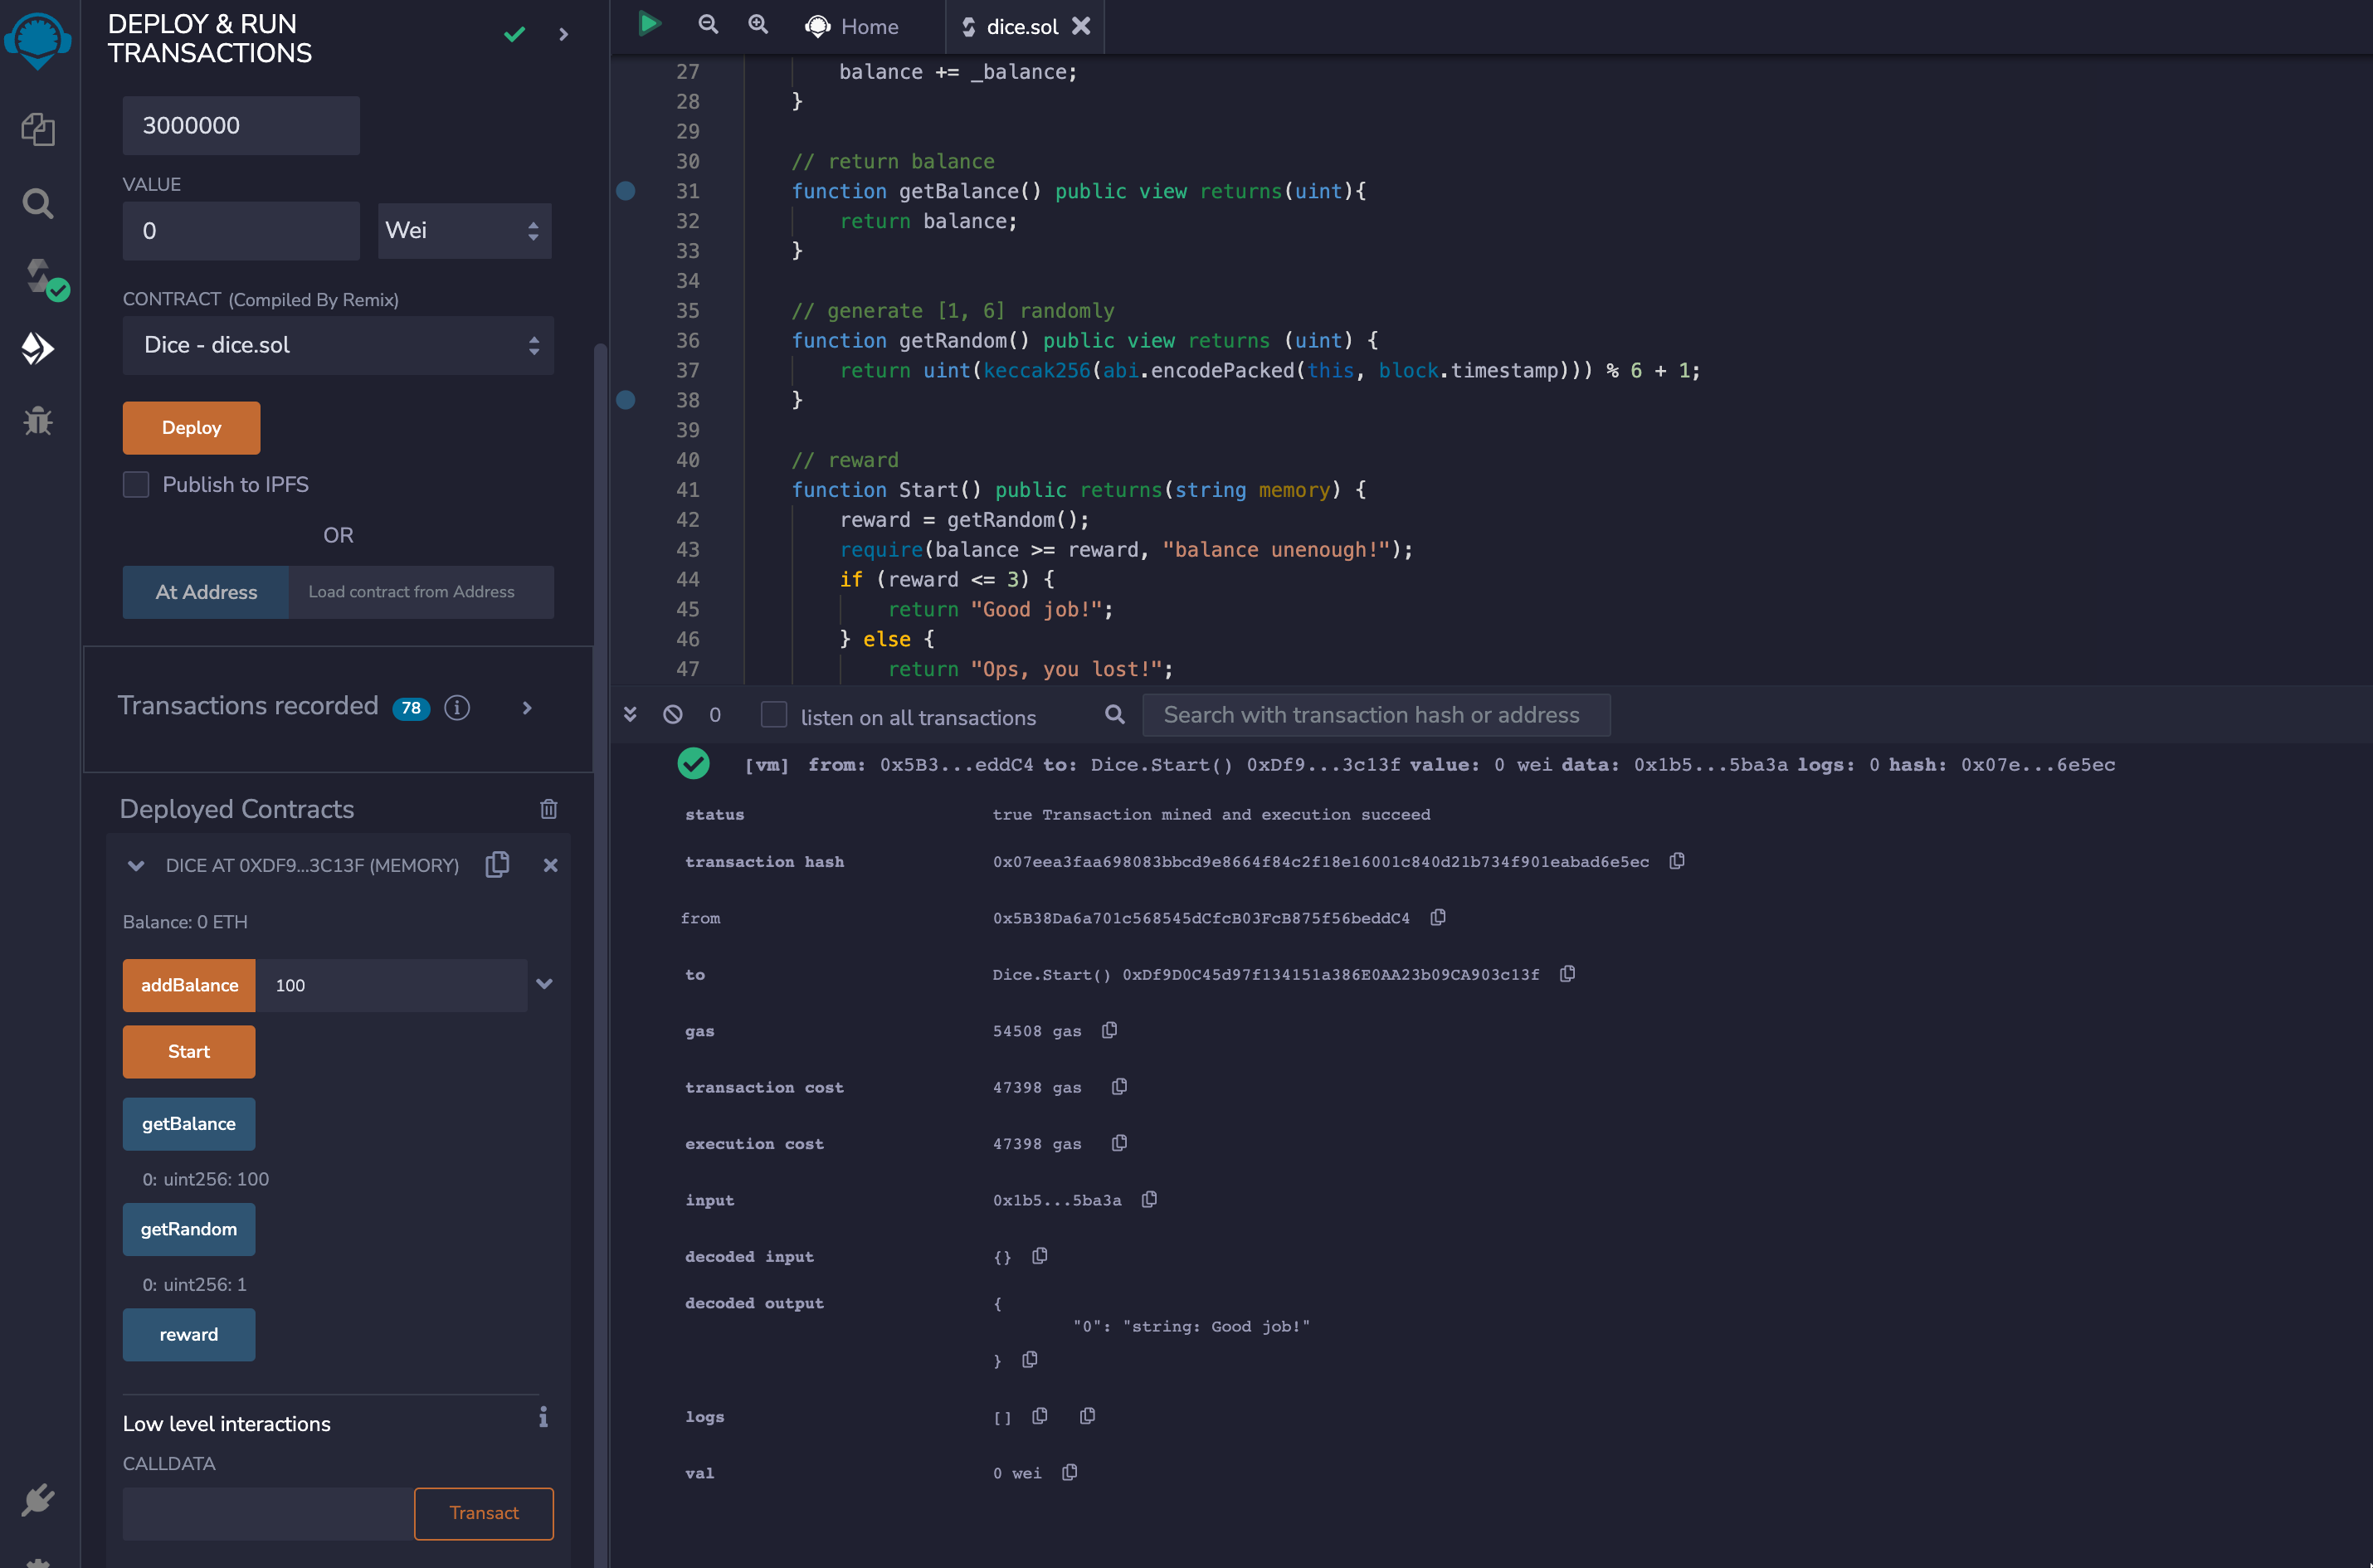 DEPLOY & RUN
TRANSACTIONS
3000000
VALUE
0
Wei
CONTRACT (Compiled By Remix)
Dice - dice.sol
Deploy
Publish to IPFS
OR
At Address
Load contract from Address
Transactions recorded 78 i
Deployed Contracts
DICE AT 0XDF9...3C13F (MEMORY)
Balance: 0 ETH
addBalance
100
Start
getBalance
0: uint256: 100
getRandom
0: uint256: 1
reward
Low level interactions
i
CALLDATA
Transact
Home
dice.sol
27 balance += _balance;
28 }
29
30 // return balance
31 function getBalance() public view returns(uint){
32 return balance;
33 }
34
35 // generate [1, 6] randomly
36 function getRandom() public view returns (uint) {
37 return uint(keccak256(abi.encodePacked(this, block.timestamp))) % 6 + 1;
38 }
39
40 // reward
41 function Start() public returns(string memory) {
42 reward = getRandom();
43 require(balance >= reward, "balance unenough!");
44 if (reward <= 3) {
45 return "Good job!";
46 } else {
47 return "Ops, you lost!";
0
listen on all transactions
Search with transaction hash or address
[vm] from: 0x5B3...eddC4 to: Dice.Start() 0xDf9...3c13f value: 0 wei data: 0x1b5...5ba3a logs: 0 hash: 0x07e...6e5ec
status true Transaction mined and execution succeed
transaction hash 0x07eea3faa698083bbcd9e8664f84c2f18e16001c840d21b734f901eabad6e5ec
from 0x5B38Da6a701c568545dCfcB03FcB875f56beddC4
to Dice.Start() 0xDf9D0C45d97f134151a386E0AA23b09CA903c13f
gas 54508 gas
transaction cost 47398 gas
execution cost 47398 gas
input 0x1b5...5ba3a
decoded input {}
decoded output {
"0": "string: Good job!"
}
logs []
val 0 wei